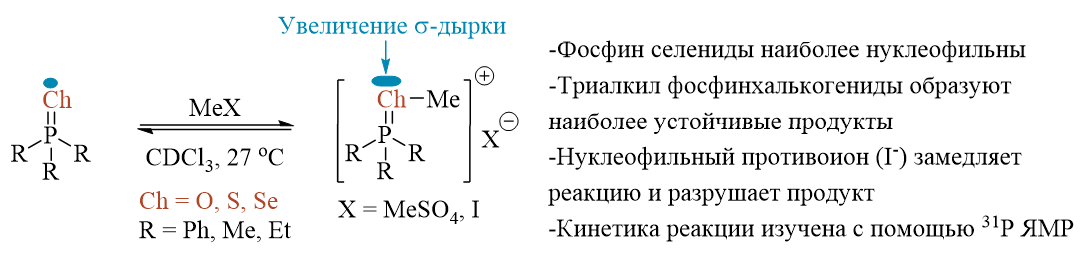 Увеличение σ-дырки
Ch
P
R R
R
MeX
CDCl₃, 27 °C
Ch = O, S, Se
R = Ph, Me, Et
Ch–Me
P
R R
R
⊕
X⊖
X = MeSO₄, I
-Фосфин селениды наиболее нуклеофильны
-Триалкил фосфинхалькогениды образуют
наиболее устойчивые продукты
-Нуклеофильный противоион (I⁻) замедляет
реакцию и разрушает продукт
-Кинетика реакции изучена с помощью ³¹P ЯМР